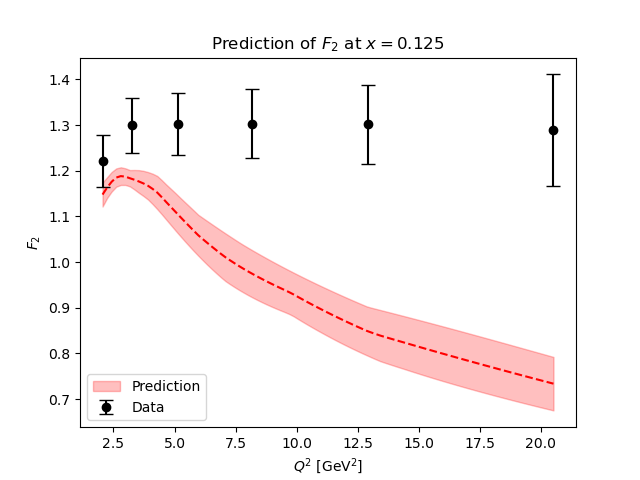 Prediction of $F_2$ at $x = 0.125$
1.4
1.3
1.2
1.1
1.0
0.9
0.8
0.7
$F_2$
Prediction
Data
2.5 5.0 7.5 10.0 12.5 15.0 17.5 20.0
$Q^2$ [GeV$^2$]